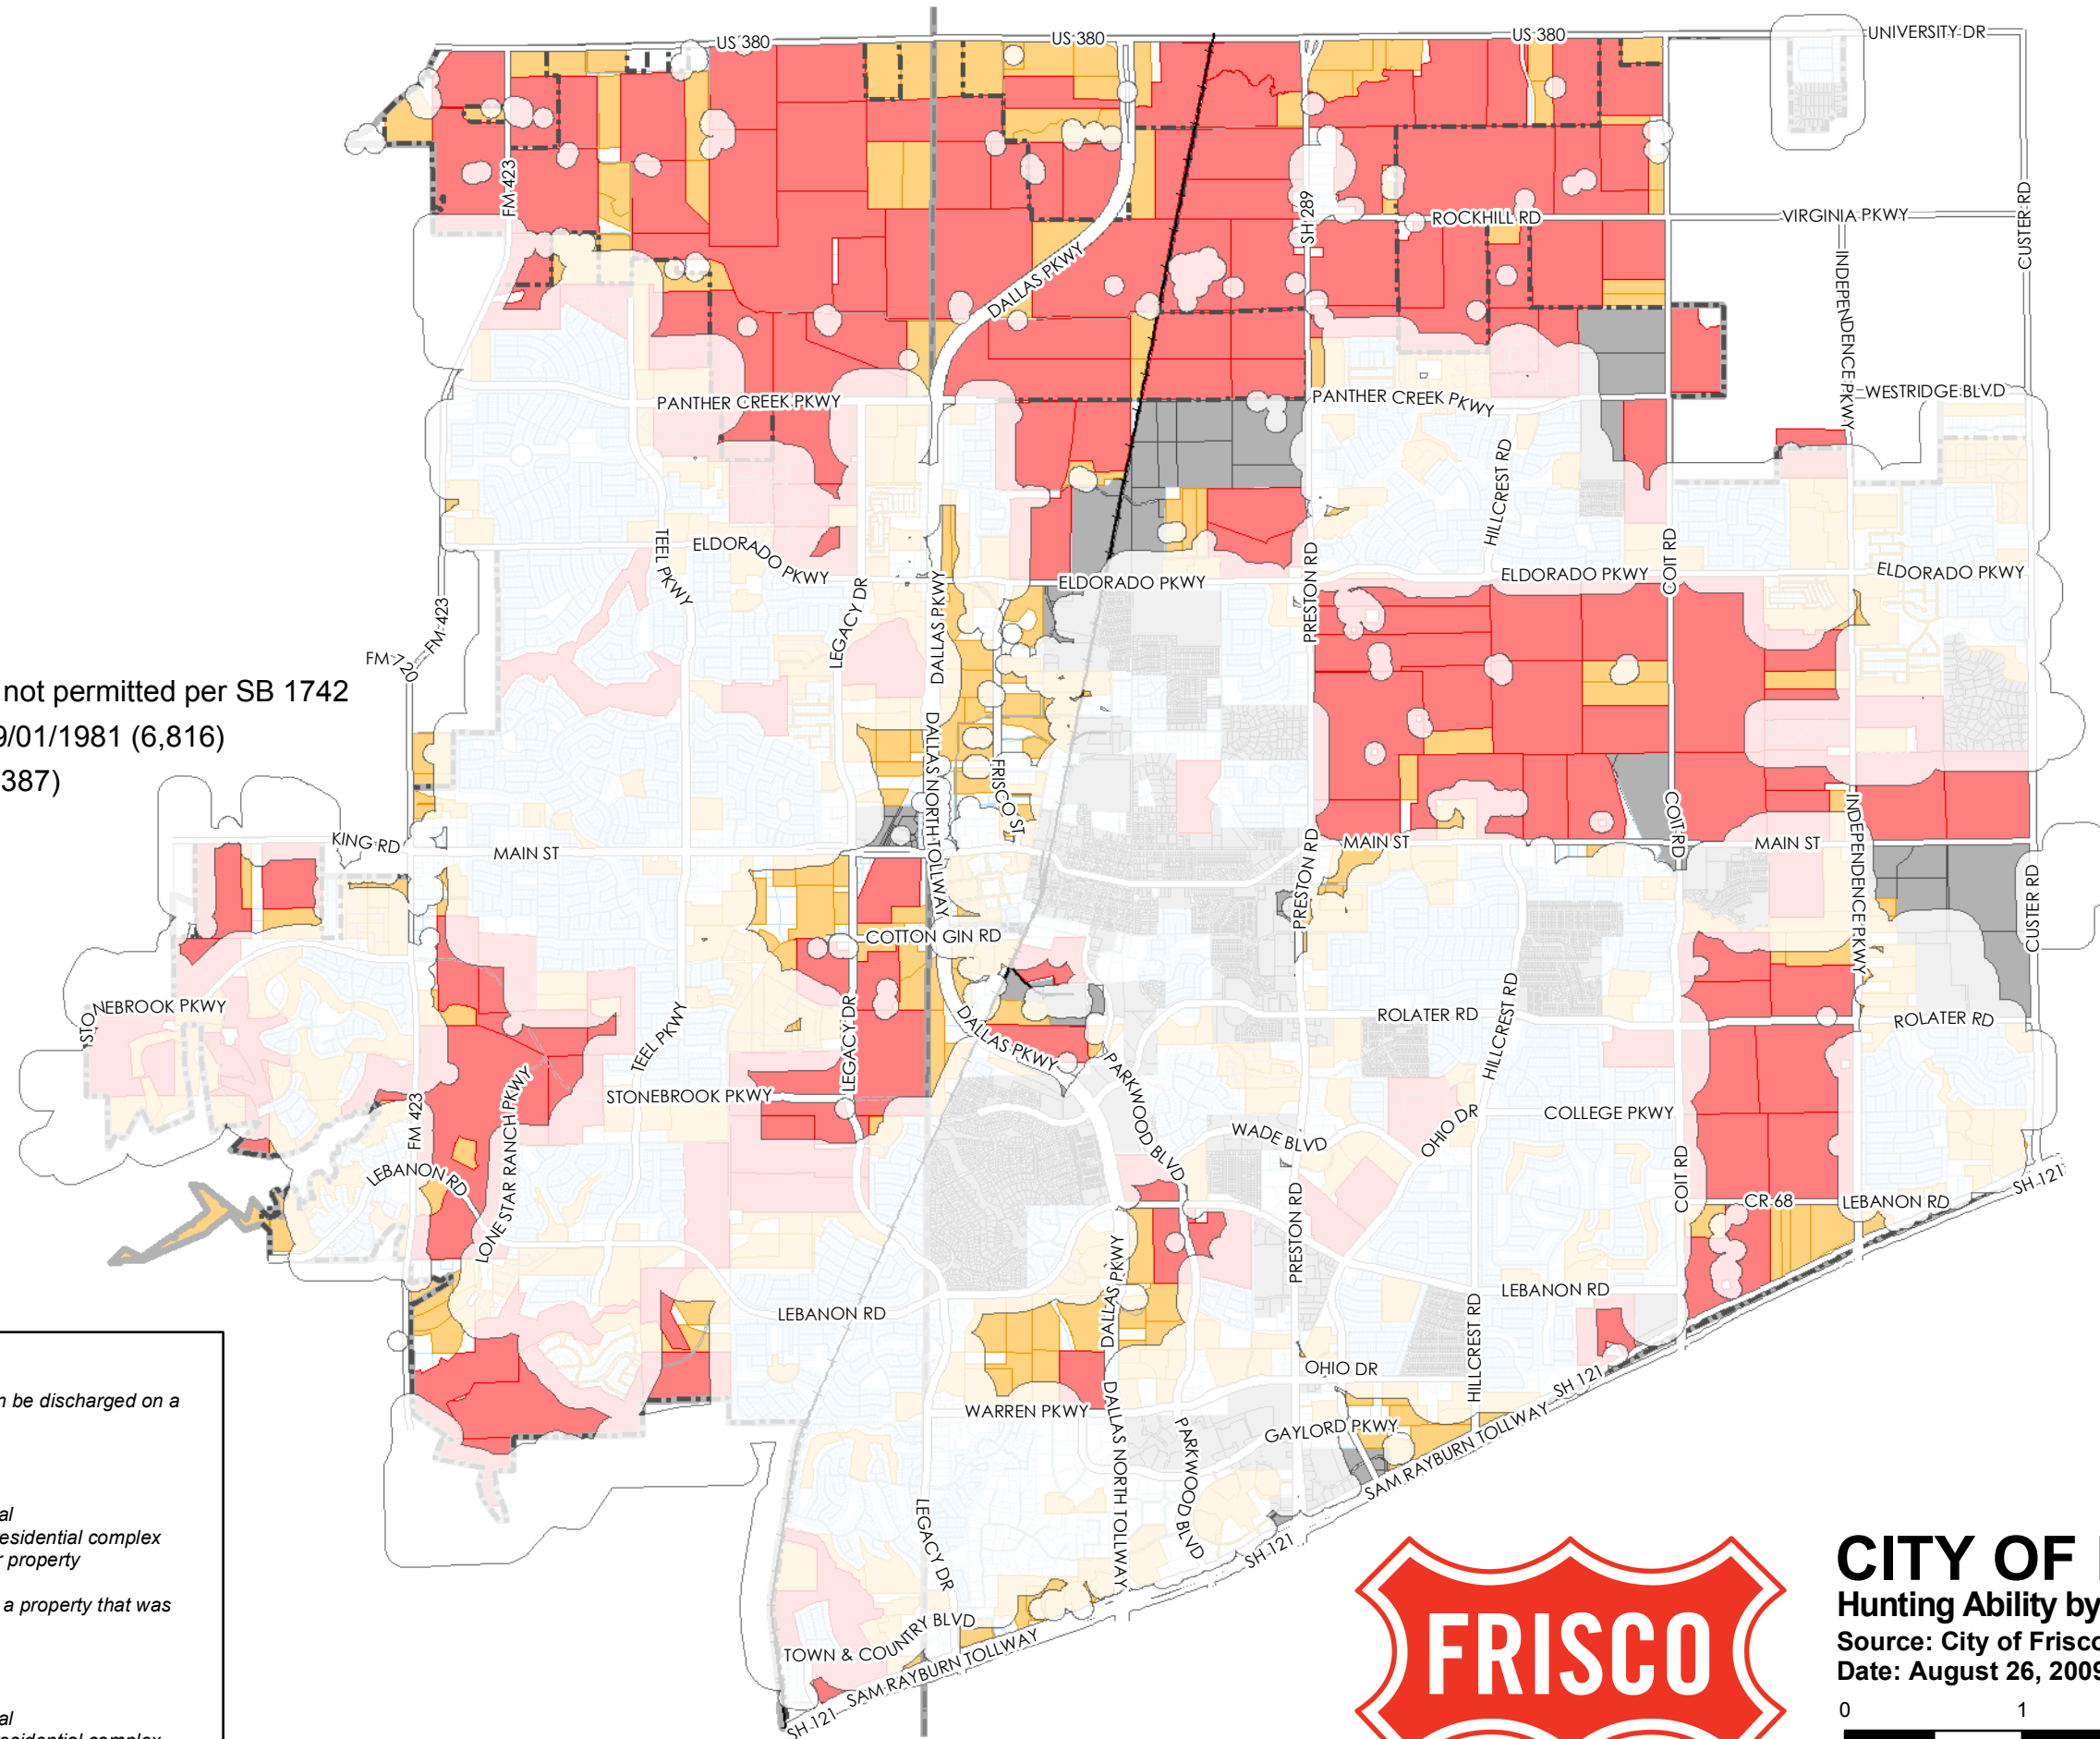 US 380
US 380
US 380
UNIVERSITY DR
FM 423
SH 289
ROCKHILL RD
VIRGINIA PKWY
CUSTER RD
DALLAS PKWY
INDEPENDENCE PKWY
PANTHER CREEK PKWY
PANTHER CREEK PKWY
WESTRIDGE BLVD
HILLCREST RD
TEEL PKWY
ELDORADO PKWY
ELDORADO PKWY
ELDORADO PKWY
ELDORADO PKWY
COIT RD
PRESTON RD
LEGACY DR
DALLAS PKWY
FM 423
FM 720
not permitted per SB 1742
9/01/1981 (6,816)
387)
DALLAS NORTH TOLLWAY
FRISCO ST
KING RD
MAIN ST
MAIN ST
MAIN ST
COIT RD
INDEPENDENCE PKWY
PRESTON RD
CUSTER RD
COTTON GIN RD
STONEBROOK PKWY
TEEL PKWY
LEGACY DR
DALLAS PKWY
ROLATER RD
ROLATER RD
HILLCREST RD
PARKWOOD BLVD
STONEBROOK PKWY
FM 423
LONE STAR RANCH PKWY
LEBANON RD
WADE BLVD
OHIO DR
COLLEGE PKWY
COIT RD
CR 68
LEBANON RD
SH 121
PRESTON RD
DALLAS PKWY
LEBANON RD
LEBANON RD
HILLCREST RD
OHIO DR
SH 121
WARREN PKWY
DALLAS NORTH TOLLWAY
PARKWOOD BLVD
GAYLORD PKWY
SAM RAYBURN TOLLWAY
LEGACY DR
SH 121
TOWN & COUNTRY BLVD
SAM RAYBURN TOLLWAY
SH 121
n be discharged on a
al
esidential complex
r property
a property that was
al
esidential complex
FRISCO
CITY OF
Hunting Ability by
Source: City of Frisco
Date: August 26, 2009
0 1